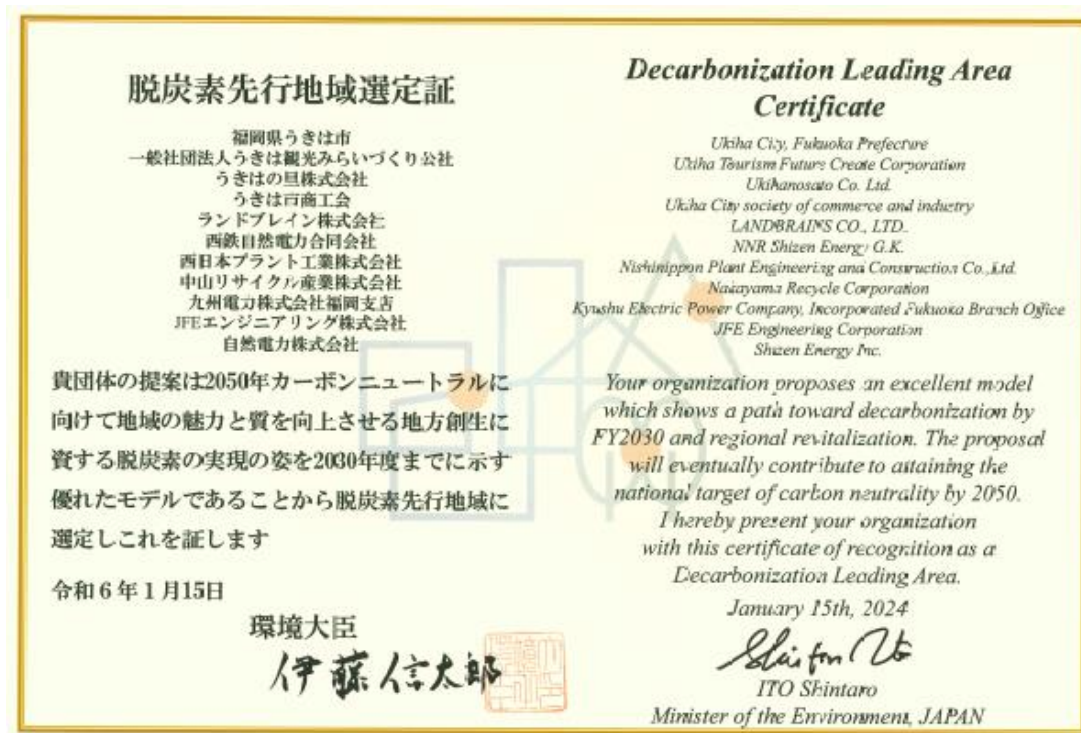 脱炭素先行地域選定証
福岡県うきは市
一般社団法人うきは観光みらいづくり公社
うきはの里株式会社
うきは市商工会
ランドブレイン株式会社
西鉄自然電力合同会社
西日本プラント工業株式会社
中山リサイクル産業株式会社
九州電力株式会社福岡支店
JFEエンジニアリング株式会社
自然電力株式会社
貴団体の提案は2050年カーボンニュートラルに
向けて地域の魅力と質を向上させる地方創生に
資する脱炭素の実現の姿を2030年度までに示す
優れたモデルであることから脱炭素先行地域に
選定しこれを証します
令和6年1月15日
環境大臣
伊藤信太郎
Decarbonization Leading Area
Certificate
Ukiha City, Fukuoka Prefecture
Ukiha Tourism Future Create Corporation
Ukihanosato Co. Ltd.
Ukiha City society of commerce and industry
LANDBRAINS CO., LTD.
NNR Shizen Energy G.K.
Nishinippon Plant Engineering and Construction Co.,Ltd.
Nakayama Recycle Corporation
Kyushu Electric Power Company, Incorporated Fukuoka Branch Office
JFE Engineering Corporation
Shizen Energy Inc.
Your organization proposes an excellent model
which shows a path toward decarbonization by
FY2030 and regional revitalization. The proposal
will eventually contribute to attaining the
national target of carbon neutrality by 2050.
I hereby present your organization
with this certificate of recognition as a
Decarbonization Leading Area.
January 15th, 2024
ITO Shintaro
Minister of the Environment, JAPAN